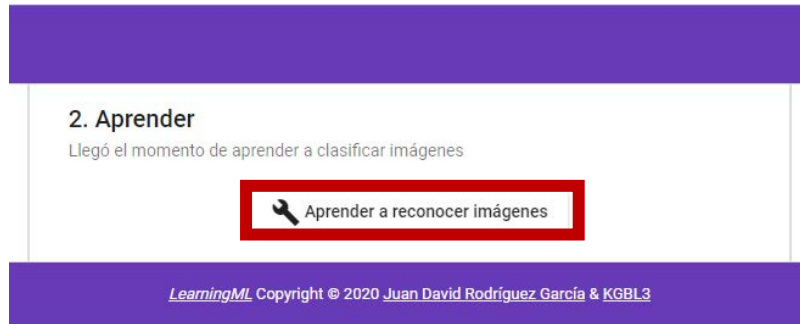 2. Aprender
Llegó el momento de aprender a clasificar imágenes
Aprender a reconocer imágenes
LearningML Copyright © 2020 Juan David Rodríguez García & KGBL3